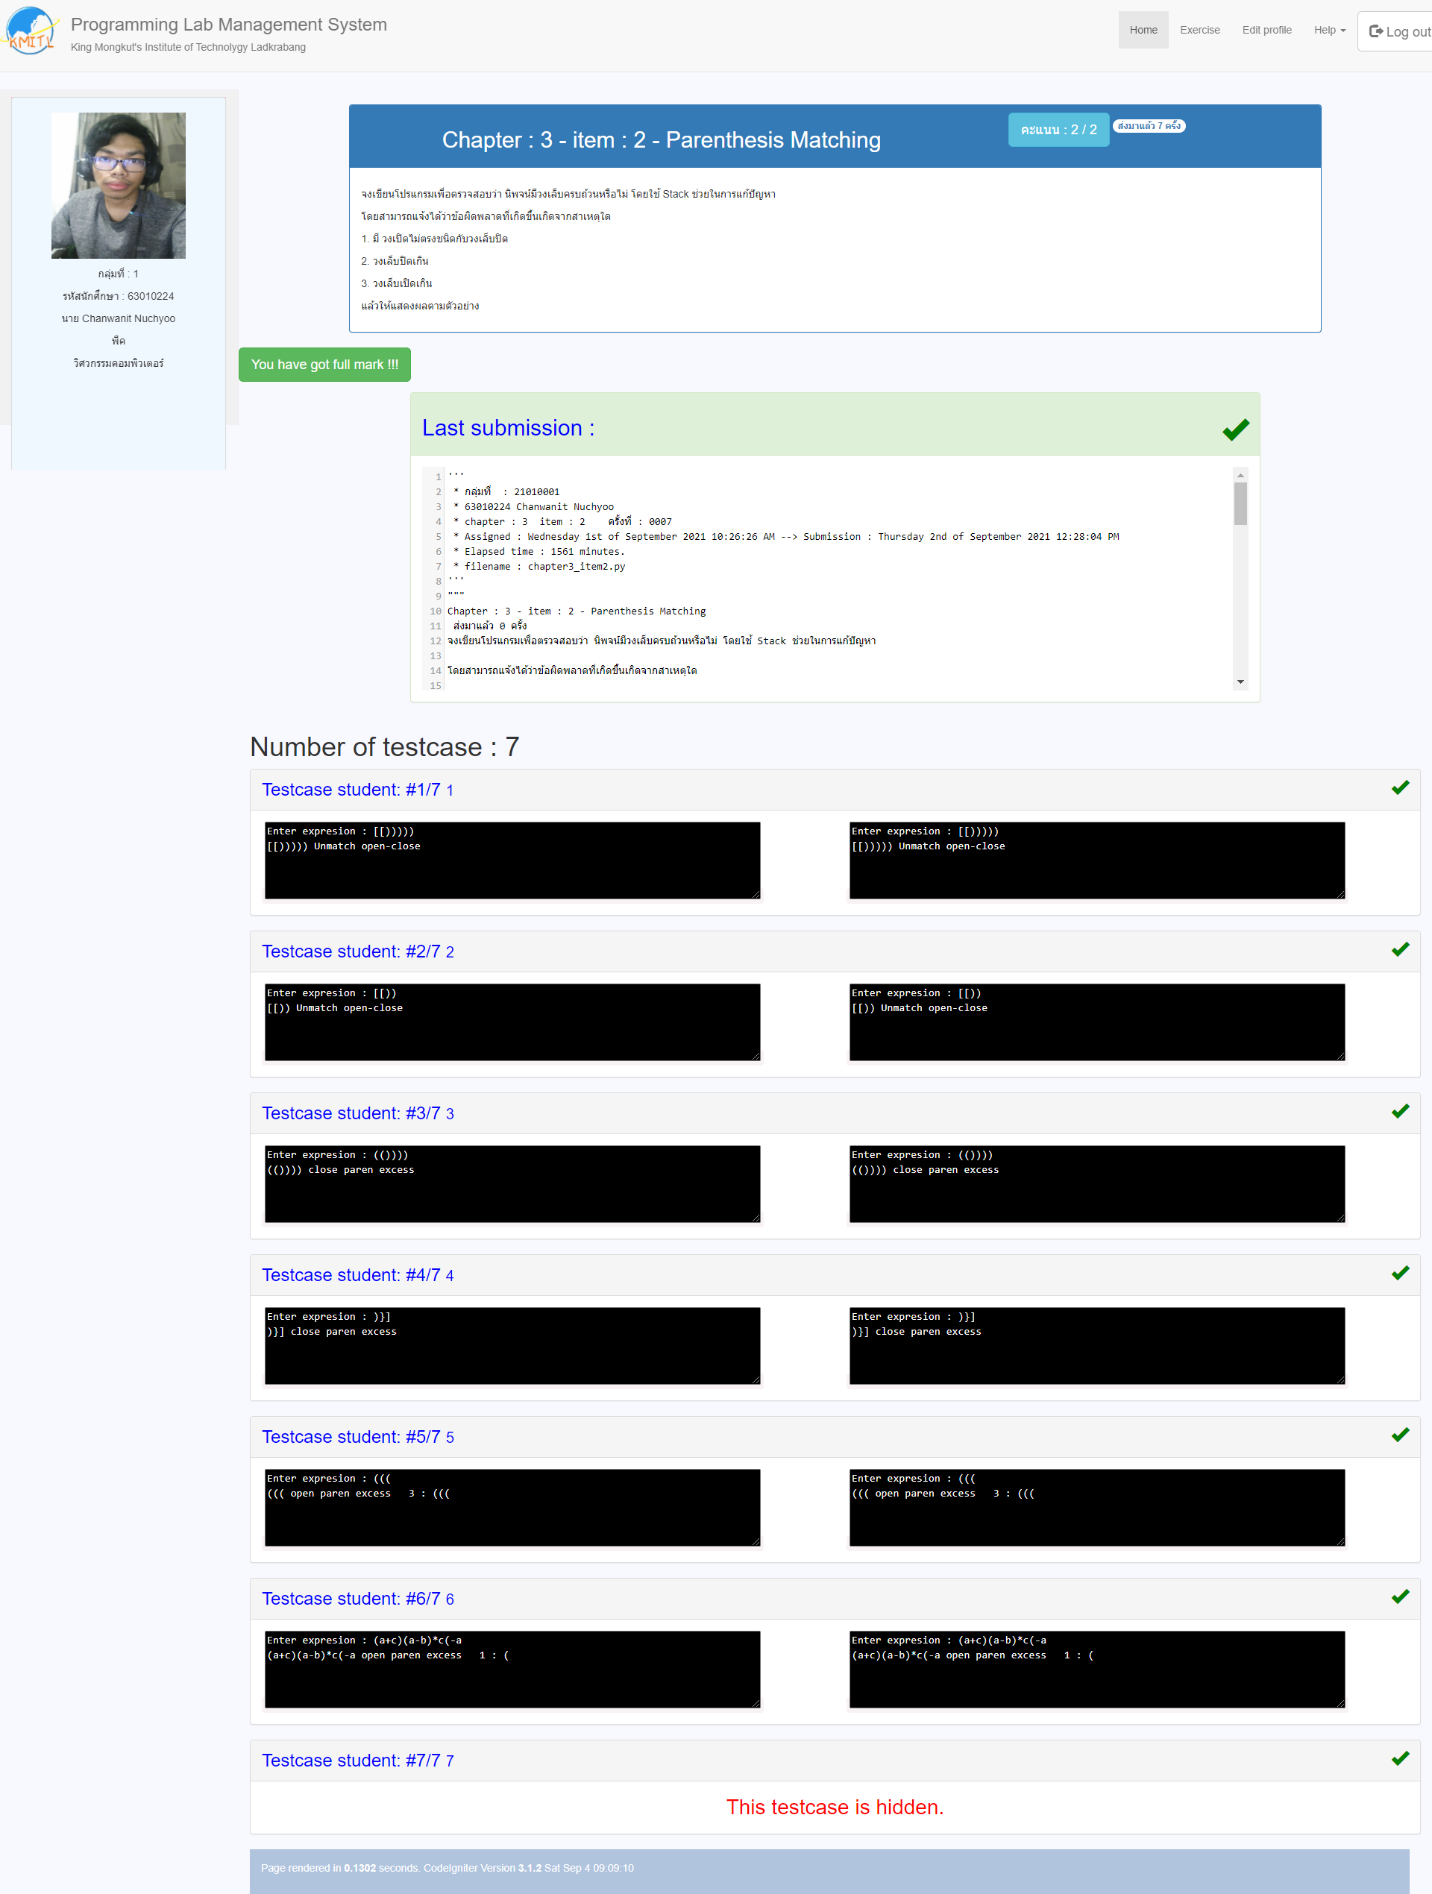 KMITL
Programming Lab Management System
King Mongkut's Institute of Technolygy Ladkrabang
Home
Exercise
Edit profile
Help
Log out
กลุ่มที่ : 1
รหัสนักศึกษา : 63010224
นาย Chanwanit Nuchyoo
พีค
วิศวกรรมคอมพิวเตอร์
Chapter : 3 - item : 2 - Parenthesis Matching
คะแนน : 2 / 2
ส่งมาแล้ว 7 ครั้ง
จงเขียนโปรแกรมเพื่อตรวจสอบว่า นิพจน์มีวงเล็บครบถ้วนหรือไม่ โดยใช้ Stack ช่วยในการแก้ปัญหา
โดยสามารถแจ้งได้ว่าข้อผิดพลาดที่เกิดขึ้นเกิดจากสาเหตุใด
1. มี วงเปิดไม่ตรงชนิดกับวงเล็บปิด
2. วงเล็บปิดเกิน
3. วงเล็บเปิดเกิน
แล้วให้แสดงผลตามตัวอย่าง
You have got full mark !!!
Last submission :
1 '''
2 * กลุ่มที่ : 21010001
3 * 63010224 Chanwanit Nuchyoo
4 * chapter : 3 item : 2 ครั้งที่ : 0007
5 * Assigned : Wednesday 1st of September 2021 10:26:26 AM --> Submission : Thursday 2nd of September 2021 12:28:04 PM
6 * Elapsed time : 1561 minutes.
7 * filename : chapter3_item2.py
8 '''
9 """
10 Chapter : 3 - item : 2 - Parenthesis Matching
11 ส่งมาแล้ว 0 ครั้ง
12 จงเขียนโปรแกรมเพื่อตรวจสอบว่า นิพจน์มีวงเล็บครบถ้วนหรือไม่ โดยใช้ Stack ช่วยในการแก้ปัญหา
13
14 โดยสามารถแจ้งได้ว่าข้อผิดพลาดที่เกิดขึ้นเกิดจากสาเหตุใด
15
Number of testcase : 7
Testcase student: #1/7 1
Enter expresion : [[)))))
[[))))) Unmatch open-close
Enter expresion : [[)))))
[[))))) Unmatch open-close
Testcase student: #2/7 2
Enter expresion : [[))
[[)) Unmatch open-close
Enter expresion : [[))
[[)) Unmatch open-close
Testcase student: #3/7 3
Enter expresion : (())))
(()))) close paren excess
Enter expresion : (())))
(()))) close paren excess
Testcase student: #4/7 4
Enter expresion : )}]
)}] close paren excess
Enter expresion : )}]
)}] close paren excess
Testcase student: #5/7 5
Enter expresion : (((
((( open paren excess   3 : (((
Enter expresion : (((
((( open paren excess   3 : (((
Testcase student: #6/7 6
Enter expresion : (a+c)(a-b)*c(-a
(a+c)(a-b)*c(-a open paren excess   1 : (
Enter expresion : (a+c)(a-b)*c(-a
(a+c)(a-b)*c(-a open paren excess   1 : (
Testcase student: #7/7 7
This testcase is hidden.
Page rendered in 0.1302 seconds. CodeIgniter Version 3.1.2 Sat Sep 4 09:09:10